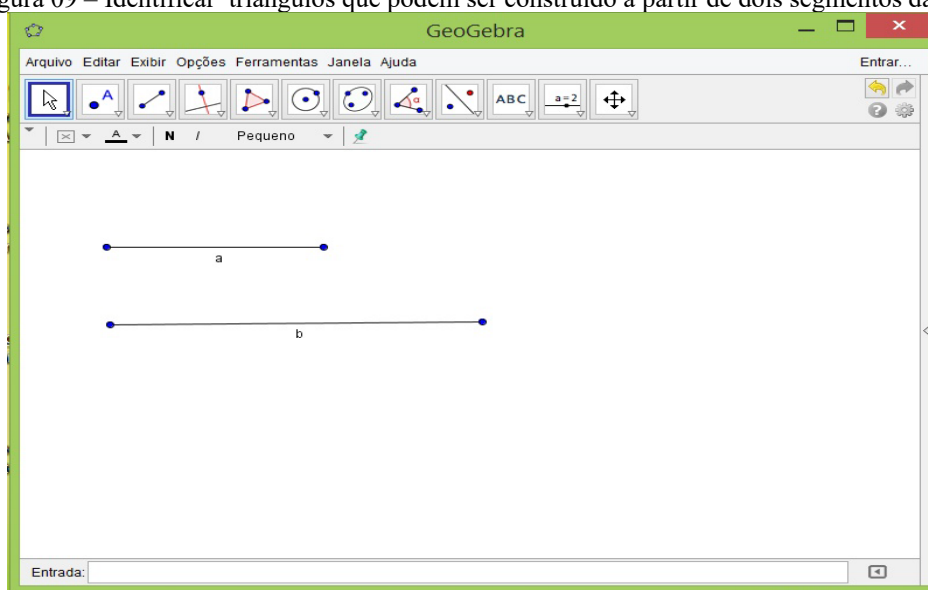 gura 09 – Identificar triângulos que podem ser construído a partir de dois segmentos da
GeoGebra
Arquivo Editar Exibir Opções Ferramentas Janela Ajuda
Entrar...
A
α
ABC
a=2
A
N I
Pequeno
a
b
Entrada: